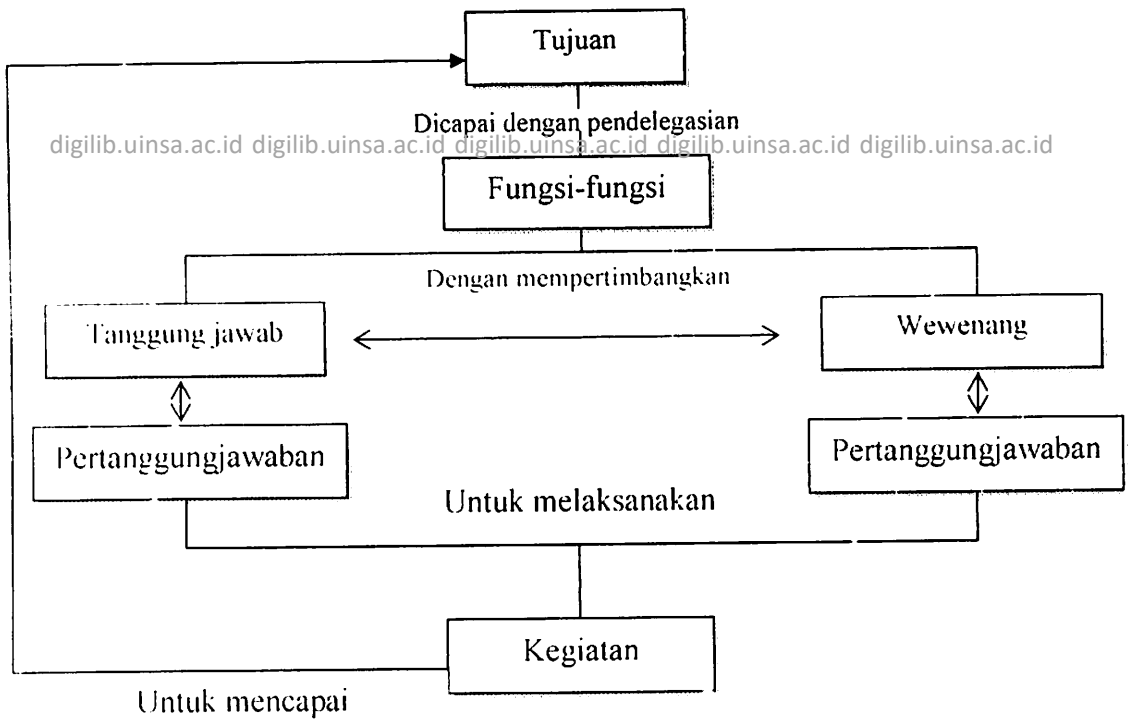 Tujuan
Dicapai dengan pendelegasian
digilib.uinsa.ac.id digilib.uinsa.ac.id digilib.uinsa.ac.id digilib.uinsa.ac.id digilib.uinsa.ac.id
Fungsi-fungsi
Dengan mempertimbangkan
Tanggung jawab
Wewenang
Pertanggungjawaban
Pertanggungjawaban
Untuk melaksanakan
Kegiatan
Untuk mencapai